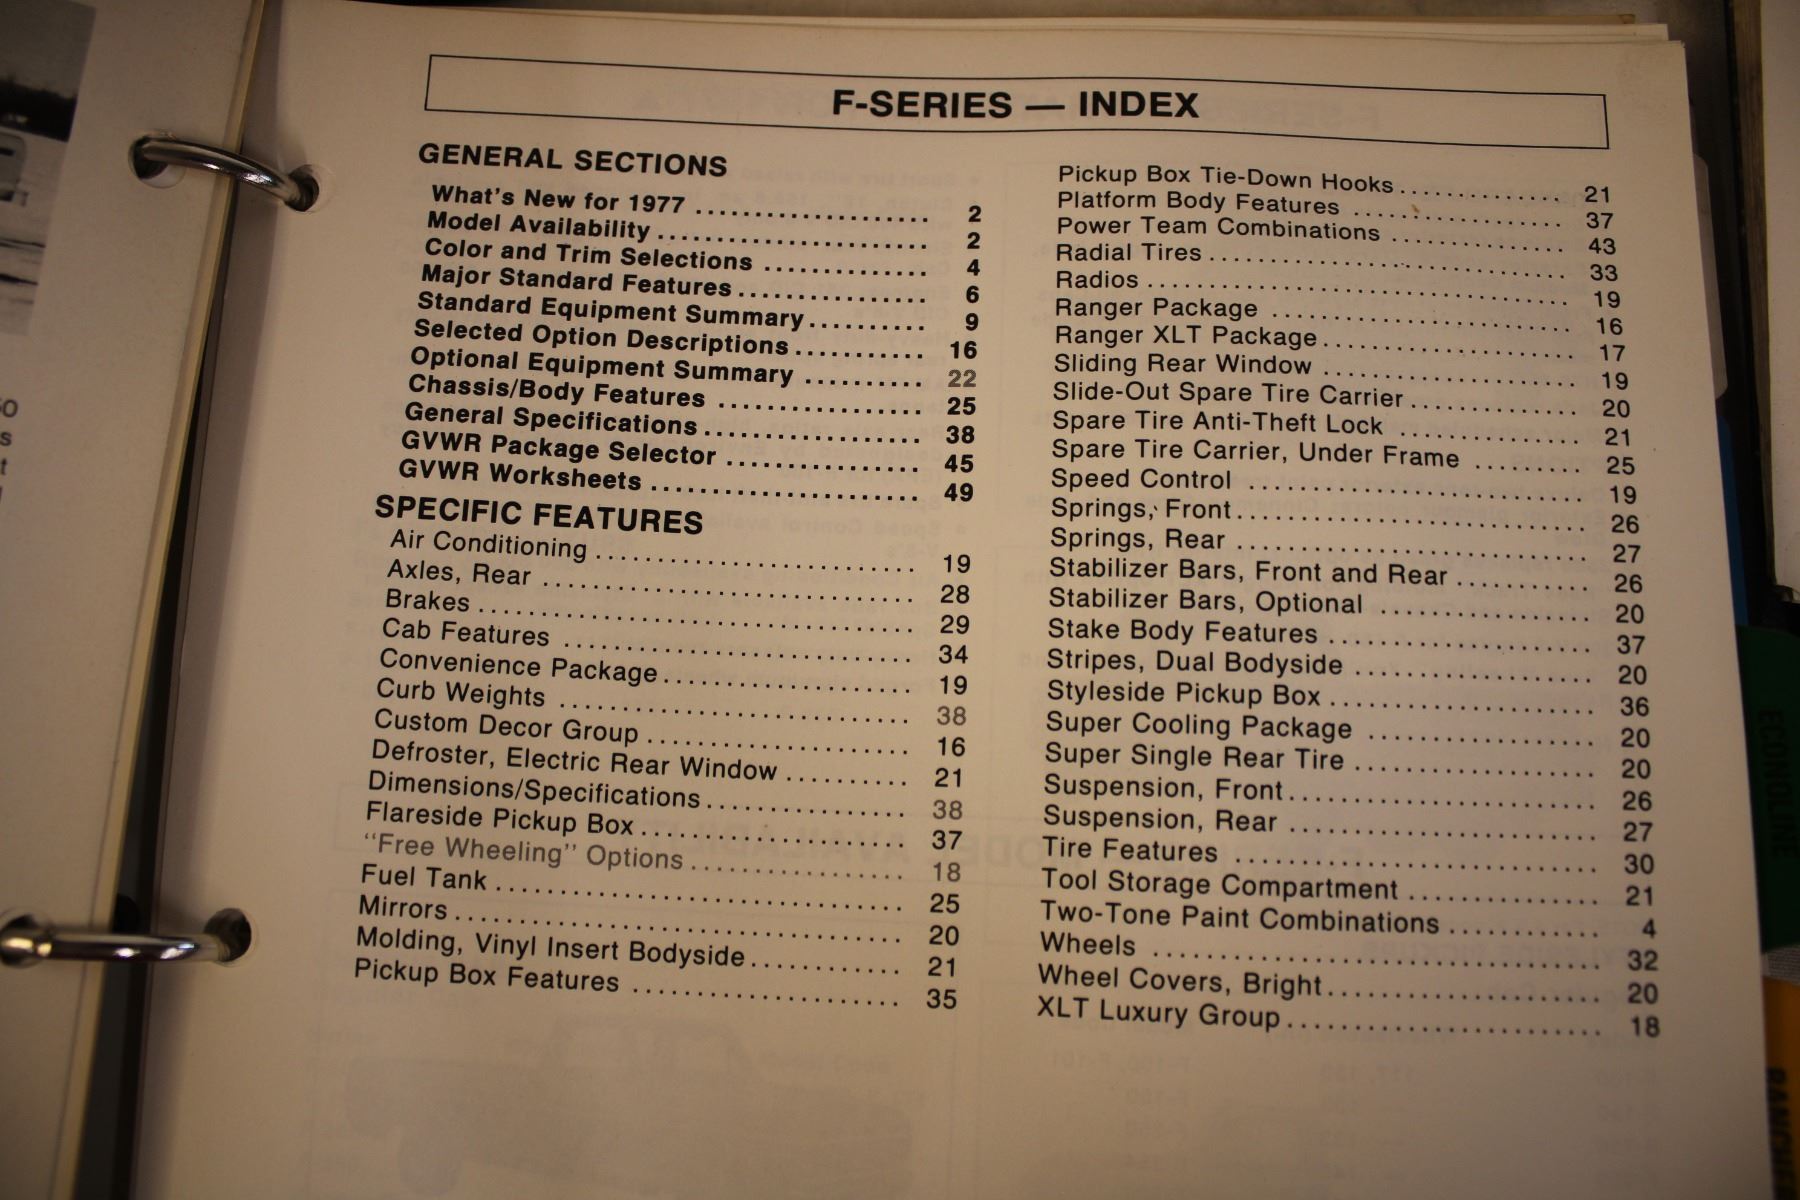 F-SERIES — INDEX
GENERAL SECTIONS
What's New for 1977 .................... 2
Model Availability ........................ 2
Color and Trim Selections .............. 4
Major Standard Features ................ 6
Standard Equipment Summary .......... 9
Selected Option Descriptions ........... 16
Optional Equipment Summary .......... 22
Chassis/Body Features .................. 25
General Specifications ................... 38
GVWR Package Selector ................. 45
GVWR Worksheets ........................ 49
SPECIFIC FEATURES
Air Conditioning ........................... 19
Axles, Rear ................................ 28
Brakes ...................................... 29
Cab Features .............................. 34
Convenience Package .................... 19
Curb Weights .............................. 38
Custom Decor Group ..................... 16
Defroster, Electric Rear Window ......... 21
Dimensions/Specifications ................ 38
Flareside Pickup Box ...................... 37
"Free Wheeling" Options .................. 18
Fuel Tank ................................... 25
Mirrors ...................................... 20
Molding, Vinyl Insert Bodyside ............ 21
Pickup Box Features ...................... 35
Pickup Box Tie-Down Hooks .............. 21
Platform Body Features .................. 37
Power Team Combinations ............... 43
Radial Tires ................................ 33
Radios ...................................... 19
Ranger Package .......................... 16
Ranger XLT Package ..................... 17
Sliding Rear Window ..................... 19
Slide-Out Spare Tire Carrier .............. 20
Spare Tire Anti-Theft Lock ............... 21
Spare Tire Carrier, Under Frame ........ 25
Speed Control ............................. 19
Springs, Front ............................. 26
Springs, Rear .............................. 27
Stabilizer Bars, Front and Rear .......... 26
Stabilizer Bars, Optional ................. 20
Stake Body Features ..................... 37
Stripes, Dual Bodyside ................... 20
Styleside Pickup Box ..................... 36
Super Cooling Package .................. 20
Super Single Rear Tire ................... 20
Suspension, Front ........................ 26
Suspension, Rear ......................... 27
Tire Features .............................. 30
Tool Storage Compartment .............. 21
Two-Tone Paint Combinations ........... 4
Wheels ..................................... 32
Wheel Covers, Bright ..................... 20
XLT Luxury Group ........................ 18
ECONOLINE